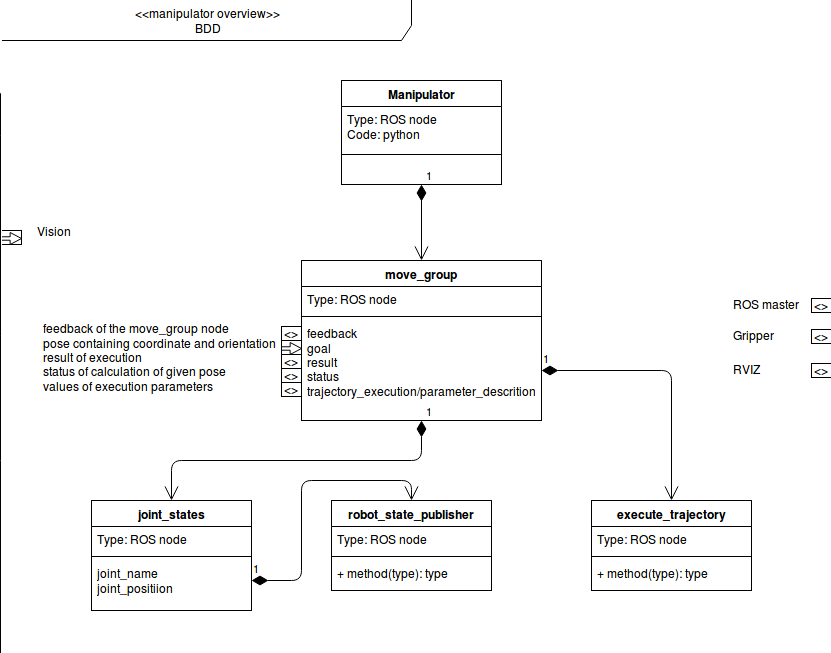 <<manipulator overview>>
BDD
Manipulator
Type: ROS node
Code: python
1
Vision
move_group
Type: ROS node
feedback of the move_group node
pose containing coordinate and orientation
result of execution
status of calculation of given pose
values of execution parameters
<> feedback
goal
<> result
<> status
<> trajectory_execution/parameter_descrition
1
1
ROS master <>
Gripper <>
RVIZ <>
joint_states
Type: ROS node
joint_name
joint_positiion
1
robot_state_publisher
Type: ROS node
+ method(type): type
execute_trajectory
Type: ROS node
+ method(type): type